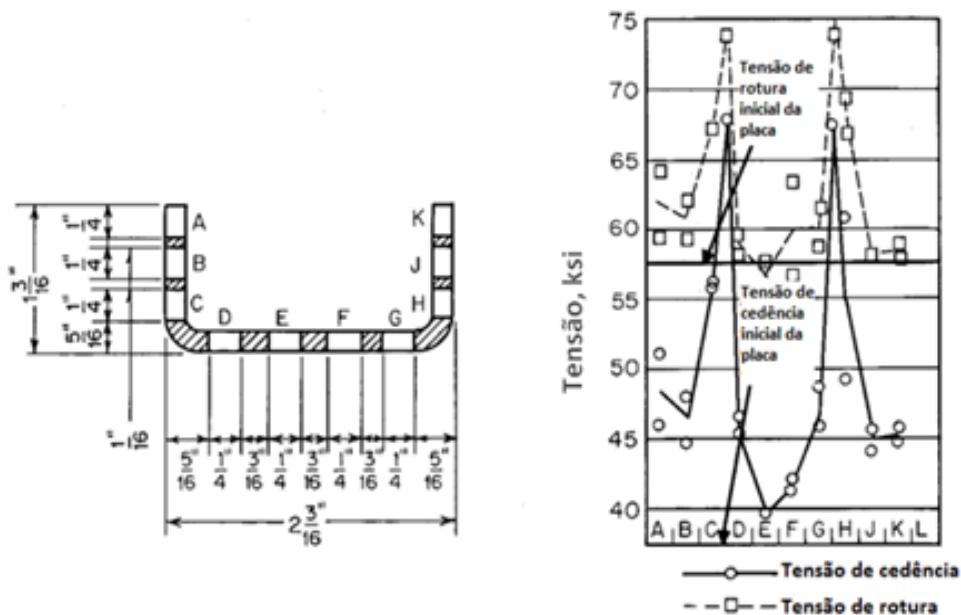 1 3/16"
1/4"
1/4"
1/4"
5/16"
1/16"
A
B
C
D
E
F
G
H
J
K
5/16"
1/4"
3/16"
1/4"
3/16"
1/4"
3/16"
1/4"
5/16"
2 3/16"
Tensão, ksi
75
70
65
60
55
50
45
40
Tensão de
rotura
inicial da
placa
Tensão de
cedência
inicial da
placa
A B C D E F G H J K L
Tensão de cedência
Tensão de rotura